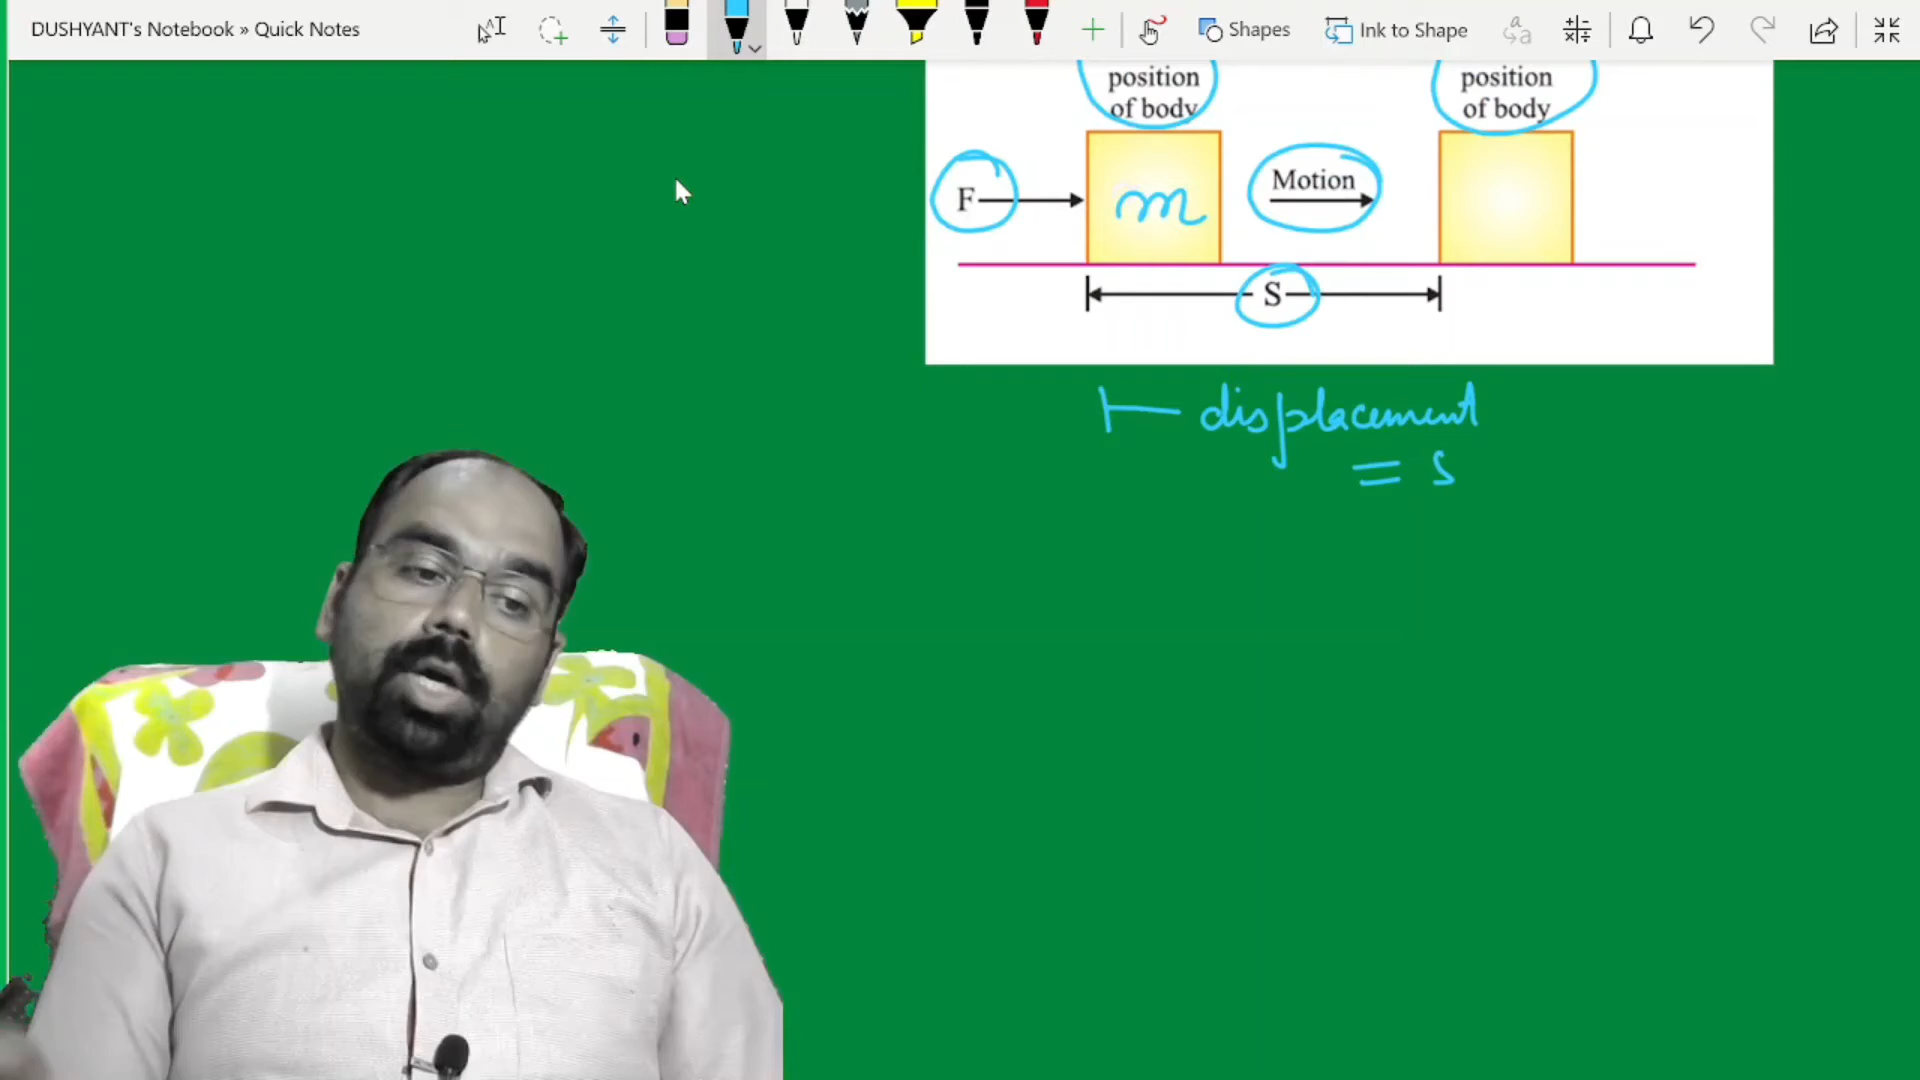 DUSHYANT's Notebook » Quick Notes
Shapes
Ink to Shape
position
of body
position
of body
F
m
Motion
S
displacement
= s